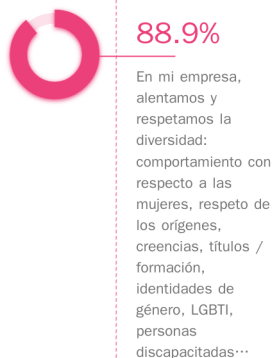 88.9%
En mi empresa,
alentamos y
respetamos la
diversidad:
comportamiento con
respecto a las
mujeres, respeto de
los orígenes,
creencias, títulos /
formación,
identidades de
género, LGBTI,
personas
discapacitadas…